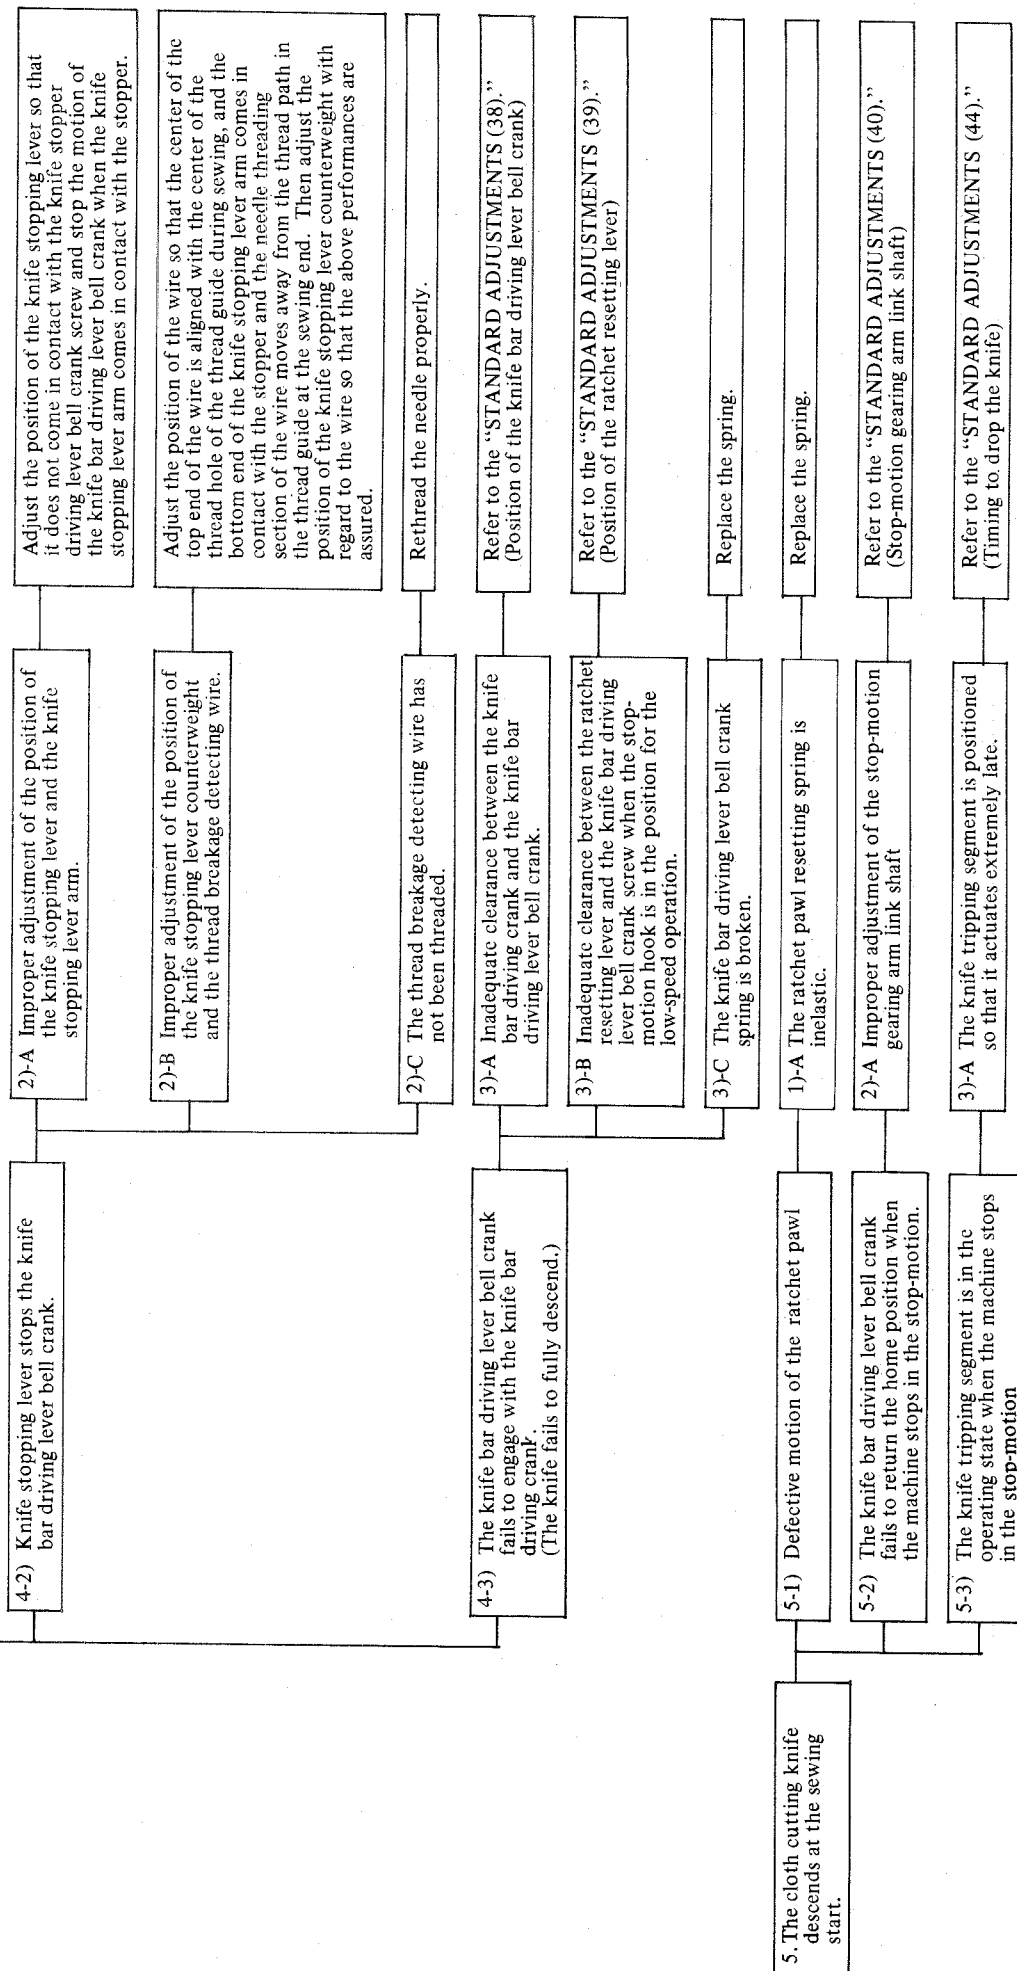 4-2) Knife stopping lever stops the knife
bar driving lever bell crank.
2)-A Improper adjustment of the position of
the knife stopping lever and the knife
stopping lever arm.
Adjust the position of the knife stopping lever so that
it does not come in contact with the knife stopper
driving lever bell crank screw and stop the motion of
the knife bar driving lever bell crank when the knife
stopping lever arm comes in contact with the stopper.
2)-B Improper adjustment of the position of
the knife stopping lever counterweight
and the thread breakage detecting wire.
Adjust the position of the wire so that the center of the
top end of the wire is aligned with the center of the
thread hole of the thread guide during sewing, and the
bottom end of the knife stopping lever arm comes in
contact with the stopper and the needle threading
section of the wire moves away from the thread path in
the thread guide at the sewing end. Then adjust the
position of the knife stopping lever counterweight with
regard to the wire so that the above performances are
assured.
2)-C The thread breakage detecting wire has
not been threaded.
Rethread the needle properly.
4-3) The knife bar driving lever bell crank
fails to engage with the knife bar
driving crank.
(The knife fails to fully descend.)
3)-A Inadequate clearance between the knife
bar driving crank and the knife bar
driving lever bell crank.
Refer to the “STANDARD ADJUSTMENTS (38).”
(Position of the knife bar driving lever bell crank)
3)-B Inadequate clearance between the ratchet
resetting lever and the knife bar driving
lever bell crank screw when the stop-
motion hook is in the position for the
low-speed operation.
Refer to the “STANDARD ADJUSTMENTS (39).”
(Position of the ratchet resetting lever)
3)-C The knife bar driving lever bell crank
spring is broken.
Replace the spring.
5. The cloth cutting knife
descends at the sewing
start.
5-1) Defective motion of the ratchet pawl
1)-A The ratchet pawl resetting spring is
inelastic.
Replace the spring.
5-2) The knife bar driving lever bell crank
fails to return the home position when
the machine stops in the stop-motion.
2)-A Improper adjustment of the stop-motion
gearing arm link shaft
Refer to the “STANDARD ADJUSTMENTS (40).”
(Stop-motion gearing arm link shaft)
5-3) The knife tripping segment is in the
operating state when the machine stops
in the stop-motion
3)-A The knife tripping segment is positioned
so that it actuates extremely late.
Refer to the “STANDARD ADJUSTMENTS (44).”
(Timing to drop the knife)